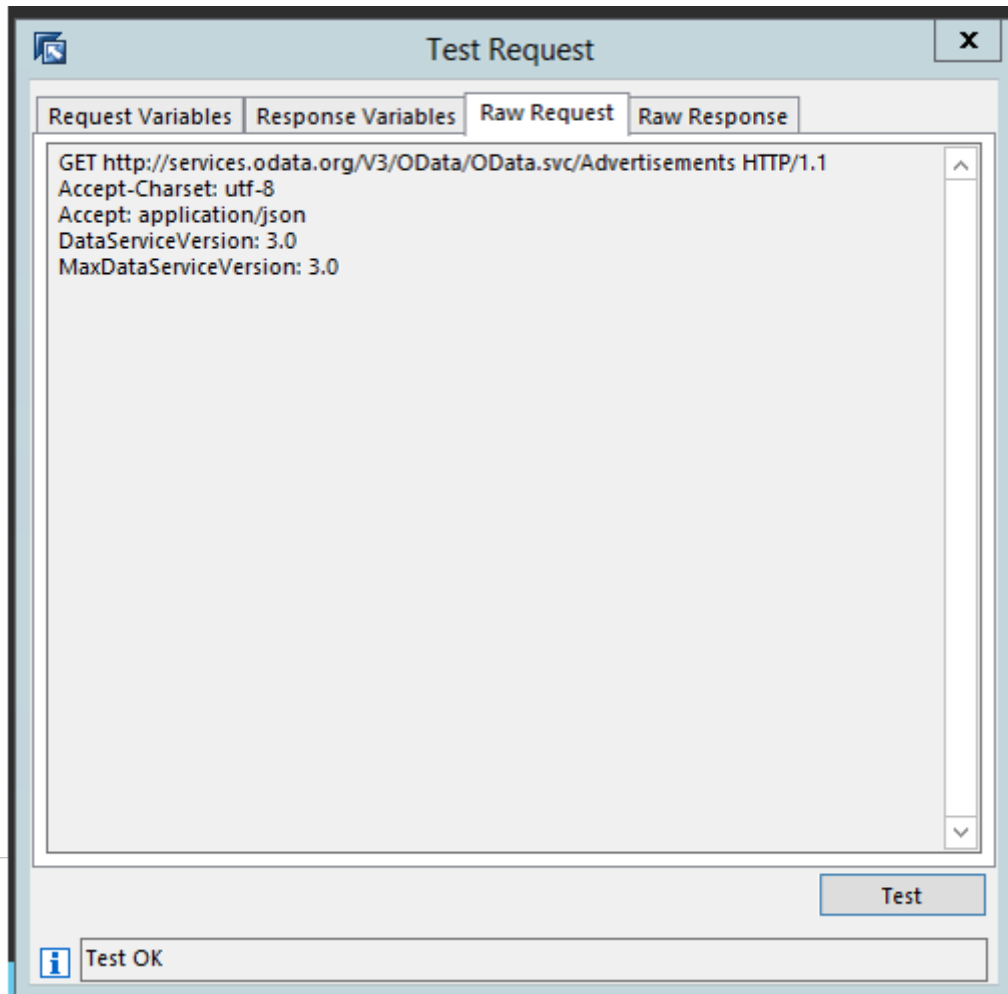 Test Request
x
Request Variables Response Variables Raw Request Raw Response
GET http://services.odata.org/V3/OData/OData.svc/Advertisements HTTP/1.1
Accept-Charset: utf-8
Accept: application/json
DataServiceVersion: 3.0
MaxDataServiceVersion: 3.0
Test
i Test OK